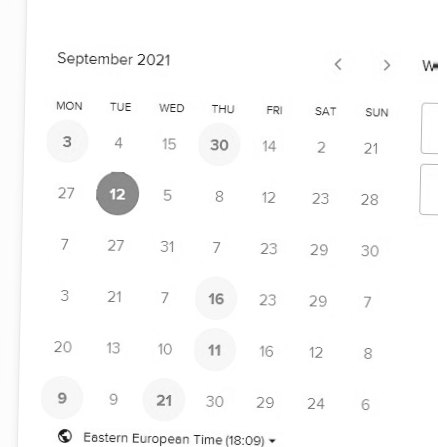 September 2021
MON TUE WED THU FRI SAT SUN
3 4 15 30 14 2 21
27 12 5 8 12 23 28
7 27 31 7 23 29 30
3 21 7 16 23 29 7
20 13 10 11 16 12 8
9 9 21 30 29 24 6
Eastern European Time (18:09)